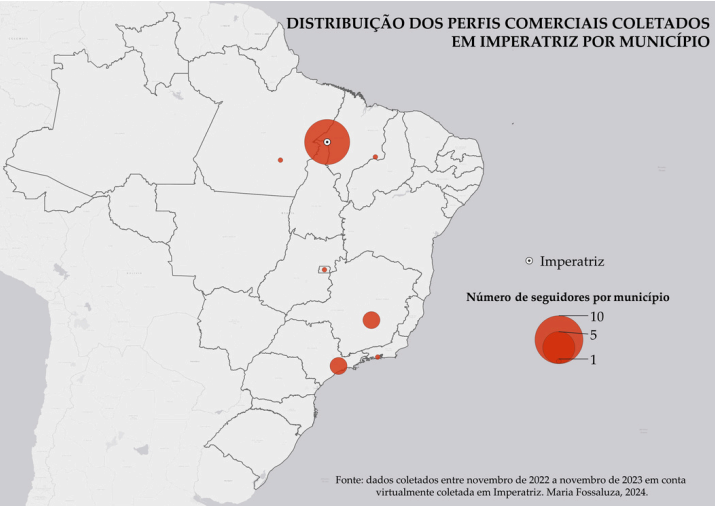 DISTRIBUIÇÃO DOS PERFIS COMERCIAIS COLETADOS
EM IMPERATRIZ POR MUNICÍPIO
Imperatriz
Número de seguidores por município
10
5
1
Fonte: dados coletados entre novembro de 2022 a novembro de 2023 em conta
virtualmente coletada em Imperatriz. Maria Fossaluza, 2024.